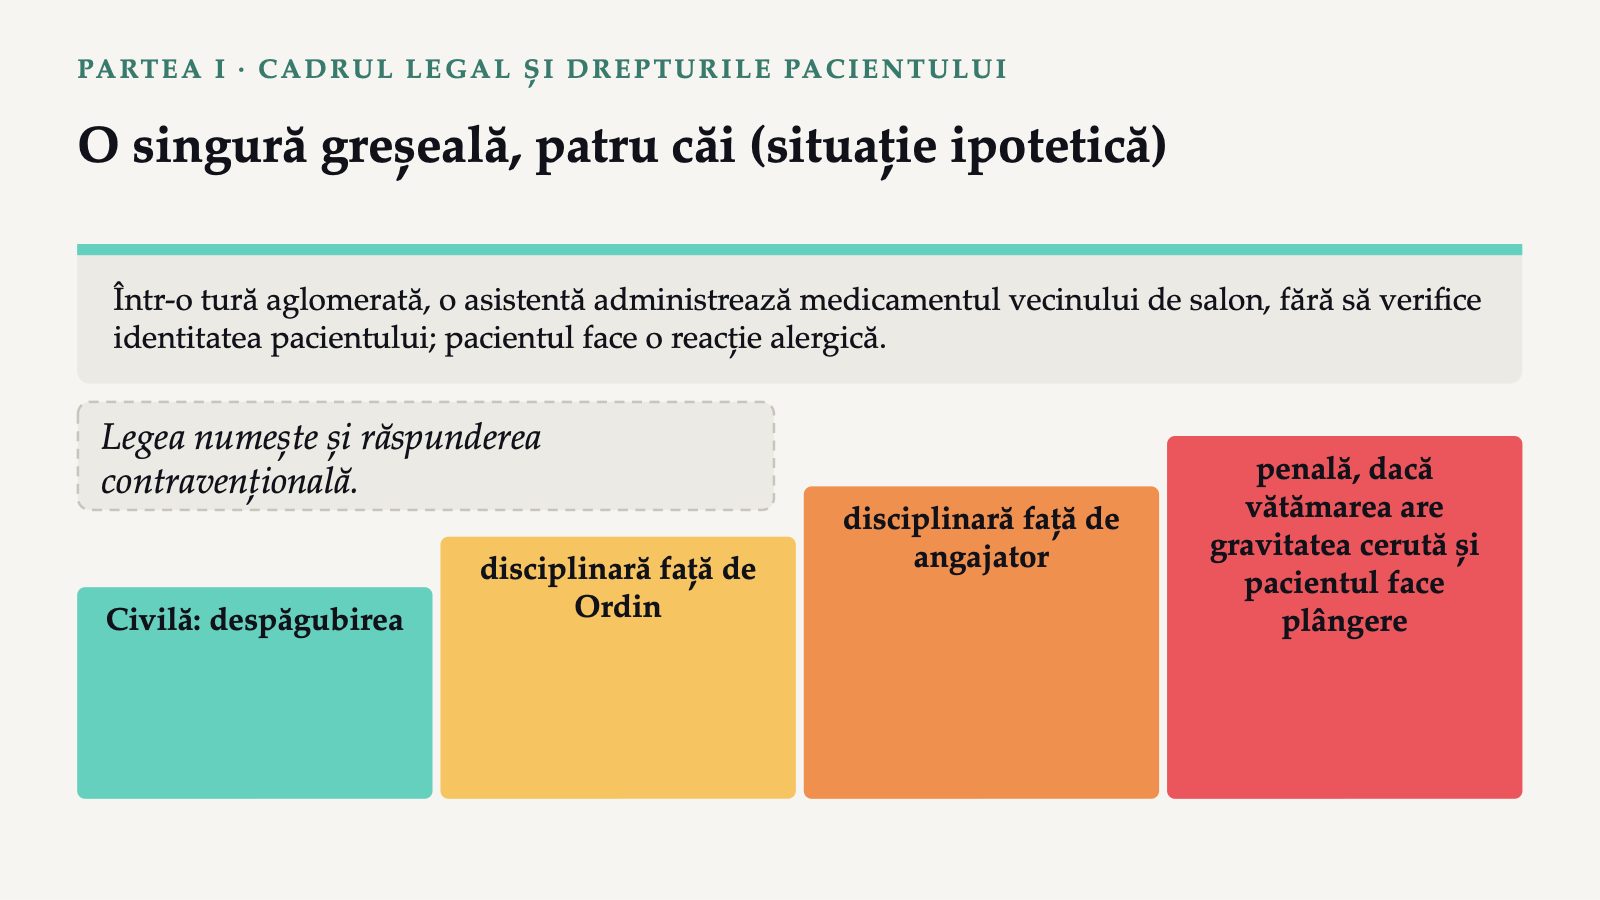 PARTEA I · CADRUL LEGAL ȘI DREPTURILE PACIENTULUI
O singură greșeală, patru căi (situație ipotetică)
Într-o tură aglomerată, o asistentă administrează medicamentul vecinului de salon, fără să verifice
identitatea pacientului; pacientul face o reacție alergică.
Legea numește și răspunderea
contravențională.
Civilă: despăgubirea
disciplinară față de
Ordin
disciplinară față de
angajator
penală, dacă
vătămarea are
gravitatea cerută și
pacientul face
plângere